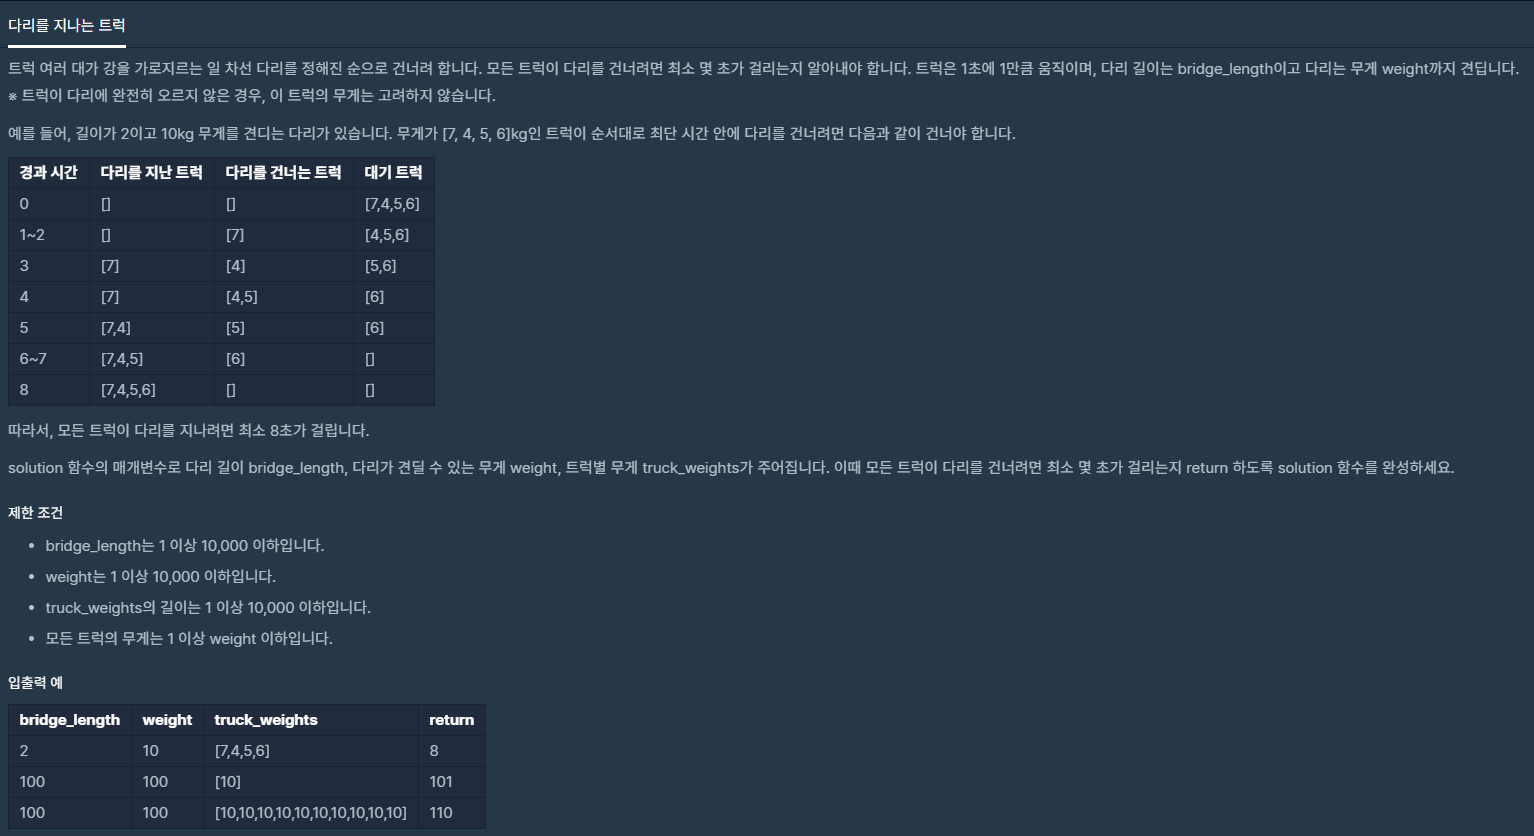 다리를 지나는 트럭
트럭 여러 대가 강을 가로지르는 일 차선 다리를 정해진 순으로 건너려 합니다. 모든 트럭이 다리를 건너려면 최소 몇 초가 걸리는지 알아내야 합니다. 트럭은 1초에 1만큼 움직이며, 다리 길이는 bridge_length이고 다리는 무게 weight까지 견딥니다.
※ 트럭이 다리에 완전히 오르지 않은 경우, 이 트럭의 무게는 고려하지 않습니다.
예를 들어, 길이가 2이고 10kg 무게를 견디는 다리가 있습니다. 무게가 [7, 4, 5, 6]kg인 트럭이 순서대로 최단 시간 안에 다리를 건너려면 다음과 같이 건너야 합니다.
경과 시간 다리를 지난 트럭 다리를 건너는 트럭 대기 트럭
0 [] [] [7,4,5,6]
1~2 [] [7] [4,5,6]
3 [7] [4] [5,6]
4 [7] [4,5] [6]
5 [7,4] [5] [6]
6~7 [7,4,5] [6] []
8 [7,4,5,6] [] []
따라서, 모든 트럭이 다리를 지나려면 최소 8초가 걸립니다.
solution 함수의 매개변수로 다리 길이 bridge_length, 다리가 견딜 수 있는 무게 weight, 트럭별 무게 truck_weights가 주어집니다. 이때 모든 트럭이 다리를 건너려면 최소 몇 초가 걸리는지 return 하도록 solution 함수를 완성하세요.
제한 조건
• bridge_length는 1 이상 10,000 이하입니다.
• weight는 1 이상 10,000 이하입니다.
• truck_weights의 길이는 1 이상 10,000 이하입니다.
• 모든 트럭의 무게는 1 이상 weight 이하입니다.
입출력 예
bridge_length weight truck_weights return
2 10 [7,4,5,6] 8
100 100 [10] 101
100 100 [10,10,10,10,10,10,10,10,10,10] 110